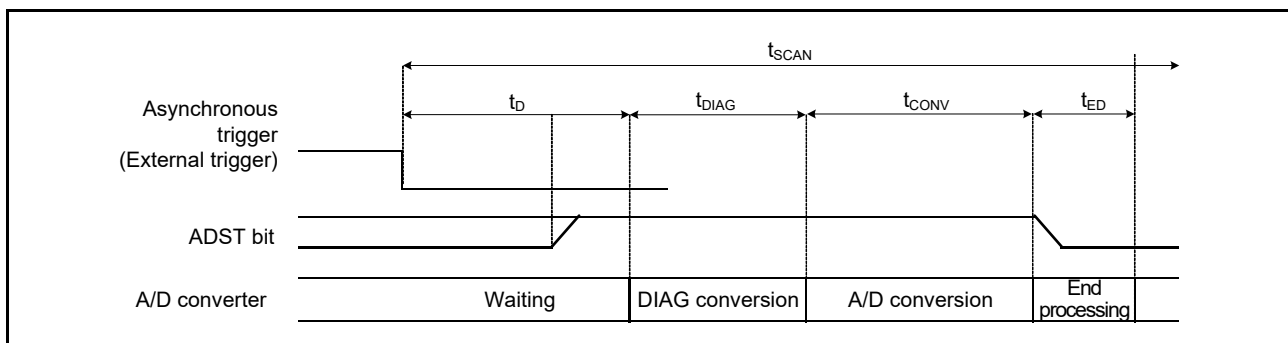 tSCAN
tD
tDIAG
tCONV
tED
Asynchronous
trigger
(External trigger)
ADST bit
A/D converter
Waiting
DIAG conversion
A/D conversion
End
processing